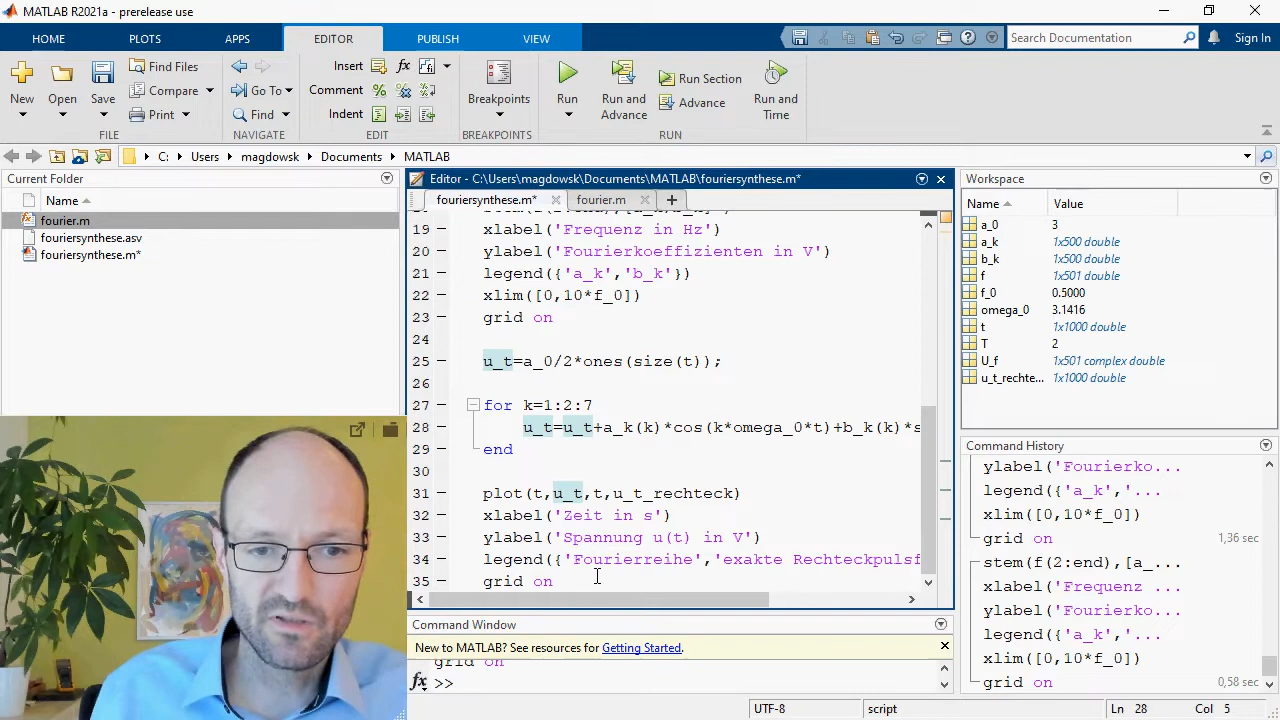 MATLAB R2021a - prerelease use
HOME PLOTS APPS EDITOR PUBLISH VIEW
Search Documentation
Sign In
New Open Save
Find Files
Compare
Print
Go To
Find
Insert
Comment
Indent
fx
Breakpoints
Run
Run and Advance
Run Section
Advance
Run and Time
FILE NAVIGATE EDIT BREAKPOINTS RUN
C: Users magdowsk Documents MATLAB
Current Folder
Name
fourier.m
fouriersynthese.asv
fouriersynthese.m*
Editor - C:\Users\magdowsk\Documents\MATLAB\fouriersynthese.m*
fouriersynthese.m* fourier.m
19 xlabel('Frequenz in Hz')
20 ylabel('Fourierkoeffizienten in V')
21 legend({'a_k','b_k'})
22 xlim([0,10*f_0])
23 grid on
24
25 u_t=a_0/2*ones(size(t));
26
27 for k=1:2:7
28 u_t=u_t+a_k(k)*cos(k*omega_0*t)+b_k(k)*s
29 end
30
31 plot(t,u_t,t,u_t_rechteck)
32 xlabel('Zeit in s')
33 ylabel('Spannung u(t) in V')
34 legend({'Fourierreihe','exakte Rechteckpulsf
35 grid on
Command Window
New to MATLAB? See resources for Getting Started.
grid on
fx >>
Workspace
Name Value
a_0 3
a_k 1x500 double
b_k 1x500 double
f 1x501 double
f_0 0.5000
omega_0 3.1416
t 1x1000 double
T 2
U_f 1x501 complex double
u_t_rechte... 1x1000 double
Command History
ylabel('Fourierko...
legend({'a_k','...
xlim([0,10*f_0])
grid on 1,36 sec
stem(f(2:end),[a_...
xlabel('Frequenz ...
ylabel('Fourierko...
legend({'a_k','...
xlim([0,10*f_0])
grid on 0,58 sec
UTF-8 script Ln 28 Col 5